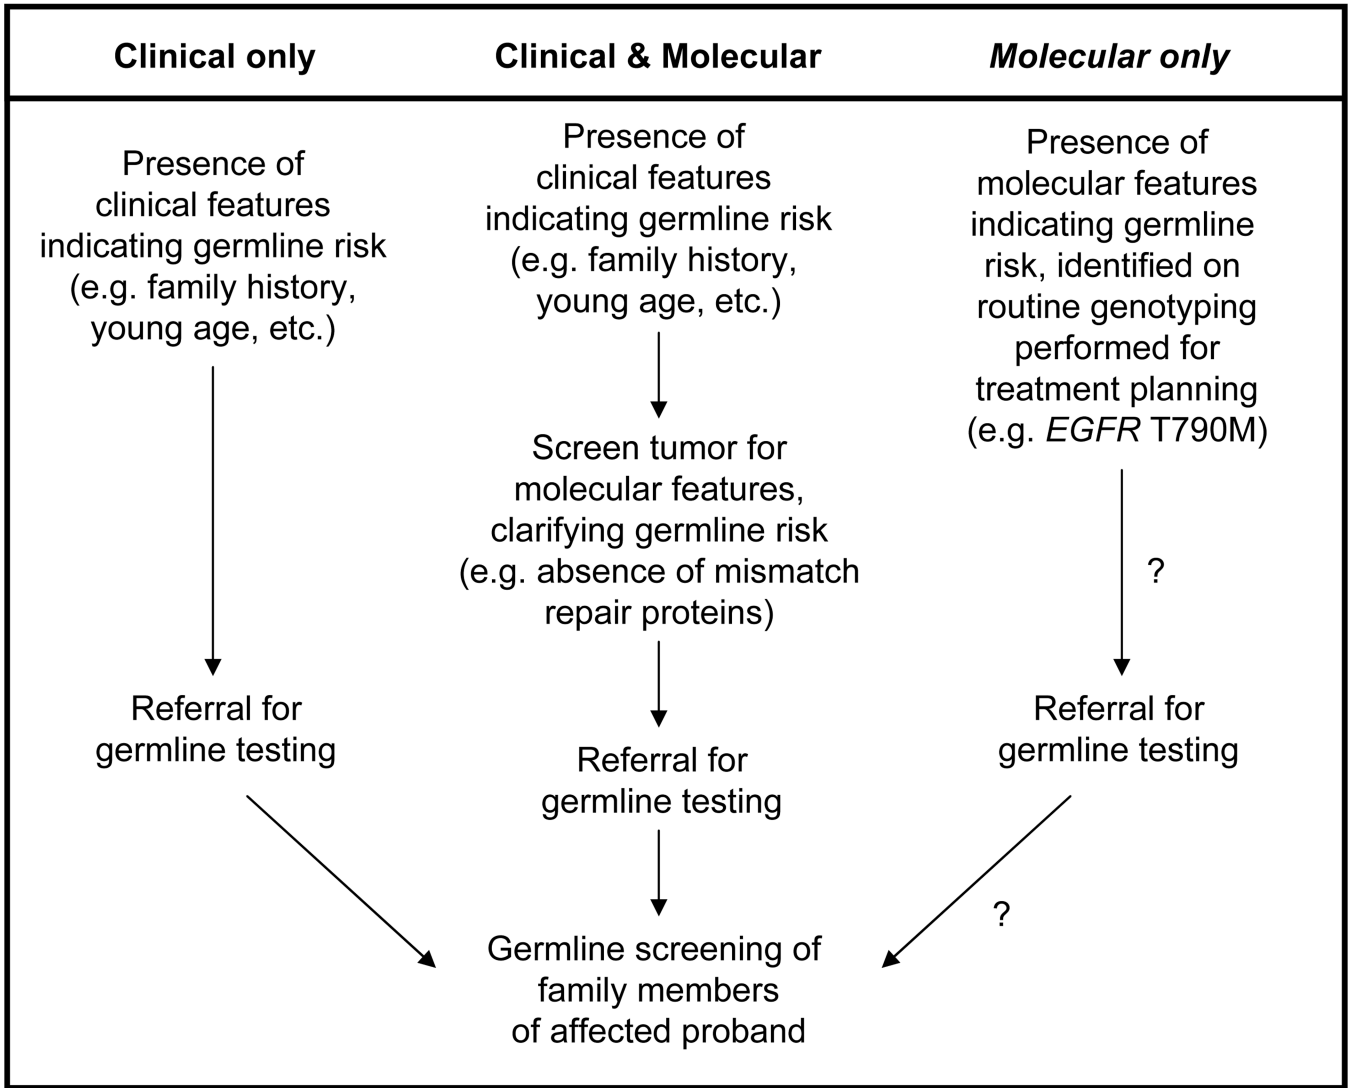 Clinical only
Clinical & Molecular
Molecular only
Presence of
clinical features
indicating germline risk
(e.g. family history,
young age, etc.)
Referral for
germline testing
Presence of
clinical features
indicating germline risk
(e.g. family history,
young age, etc.)
Screen tumor for
molecular features,
clarifying germline risk
(e.g. absence of mismatch
repair proteins)
Referral for
germline testing
Presence of
molecular features
indicating germline
risk, identified on
routine genotyping
performed for
treatment planning
(e.g. EGFR T790M)
?
Referral for
germline testing
?
Germline screening of
family members
of affected proband